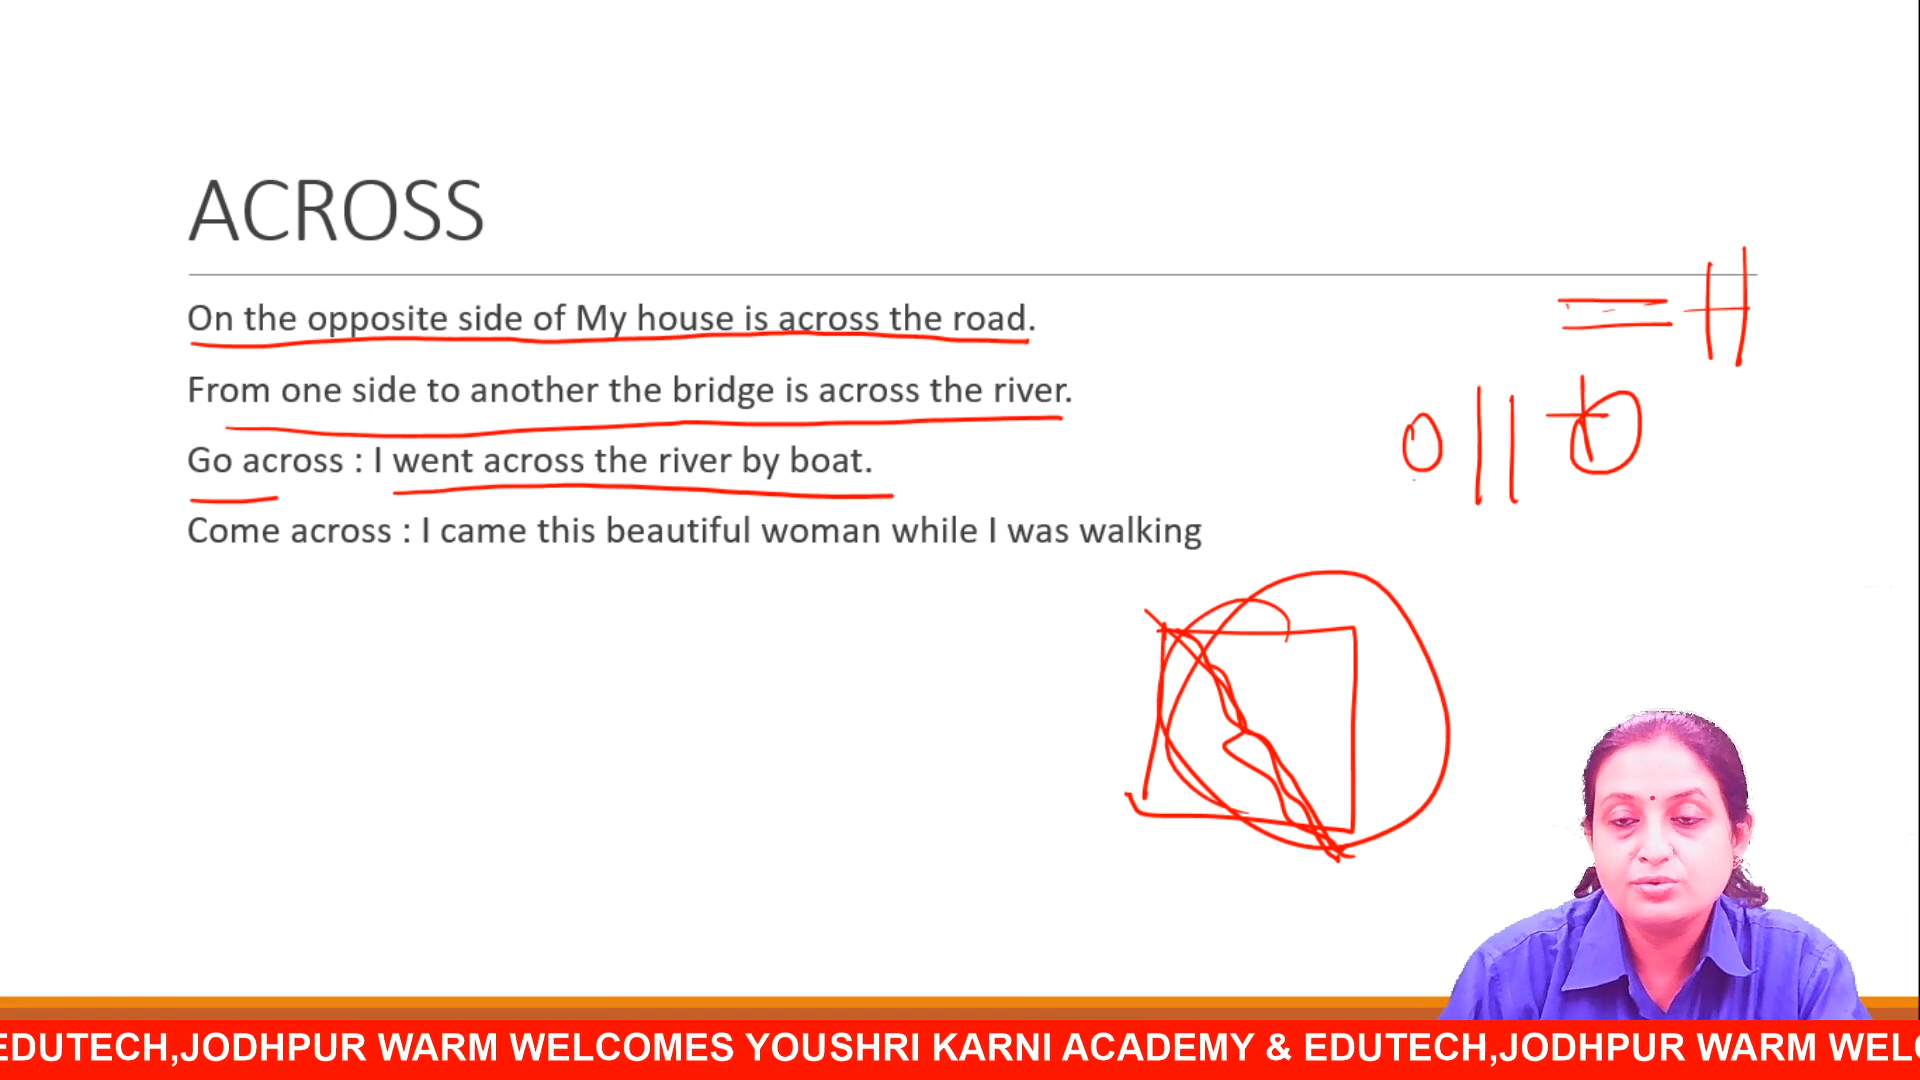 ACROSS
On the opposite side of My house is across the road.
From one side to another the bridge is across the river.
Go across : I went across the river by boat.
Come across : I came this beautiful woman while I was walking
EDUTECH,JODHPUR WARM WELCOMES YOUSHRI KARNI ACADEMY & EDUTECH,JODHPUR WARM WELC